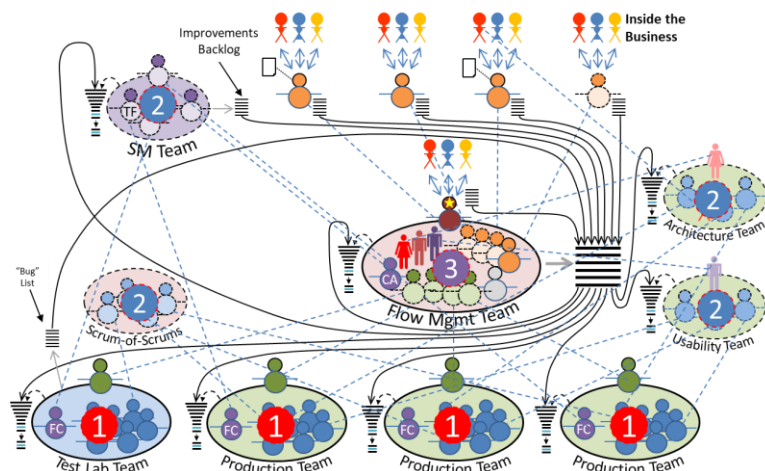 Improvements
Backlog
Inside the
Business
2
TF
SM Team
2
Architecture Team
"Bug"
List
3
CA
Flow Mgmt Team
2
Scrum-of-Scrums
2
Usability Team
FC
1
Test Lab Team
FC
1
Production Team
FC
1
Production Team
FC
1
Production Team